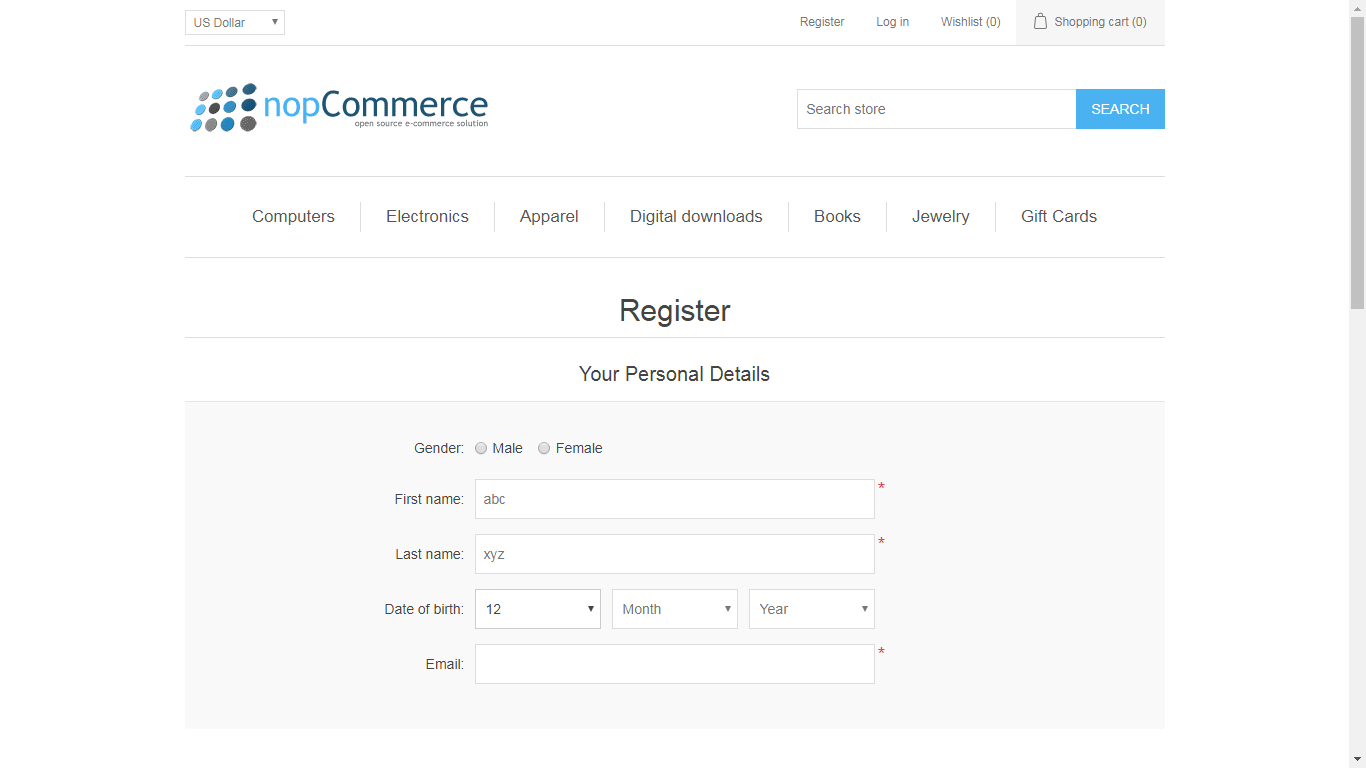 US Dollar Register Log in Wishlist (0) Shopping cart (0)
nopCommerce
open source e-commerce solution
Search store SEARCH
Computers Electronics Apparel Digital downloads Books Jewelry Gift Cards
Register
Your Personal Details
Gender: Male Female
First name: abc *
Last name: xyz *
Date of birth: 12 Month Year
Email: *